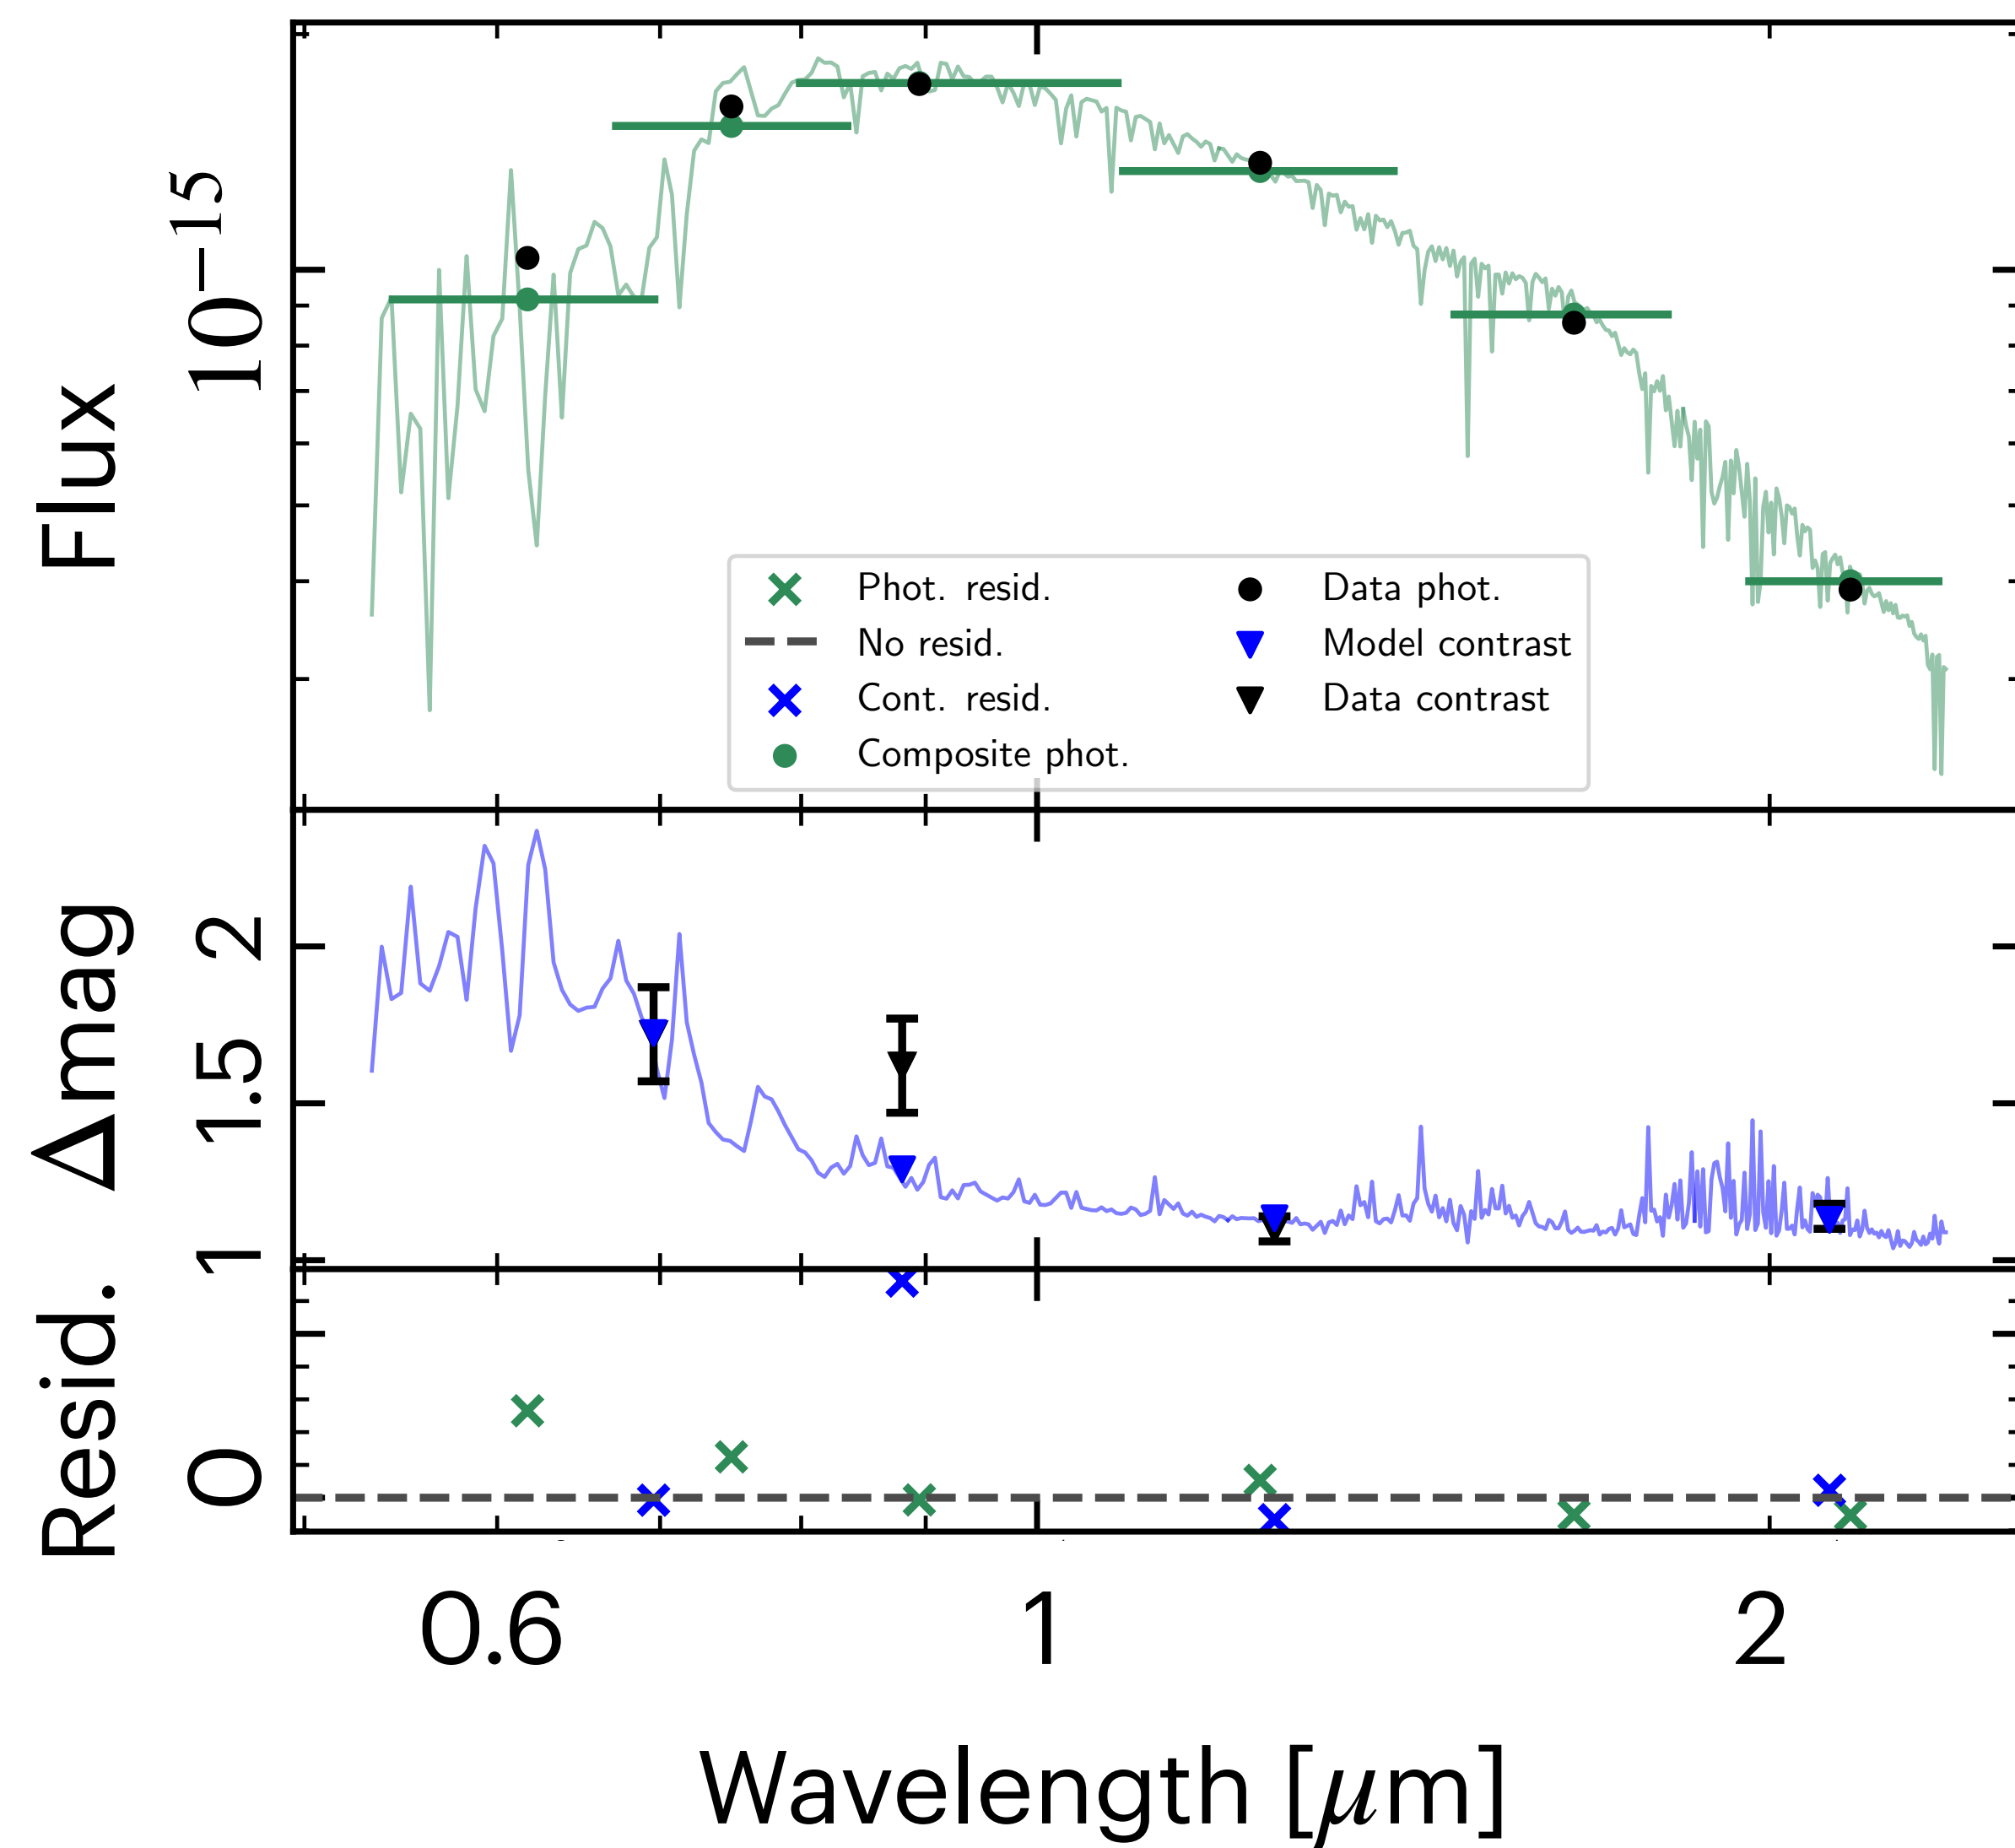 Flux
10⁻¹⁵
Phot. resid.
No resid.
Cont. resid.
Composite phot.
Data phot.
Model contrast
Data contrast
Δmag
2
1.5
1
Resid.
0
0.6 1 2
Wavelength [μm]